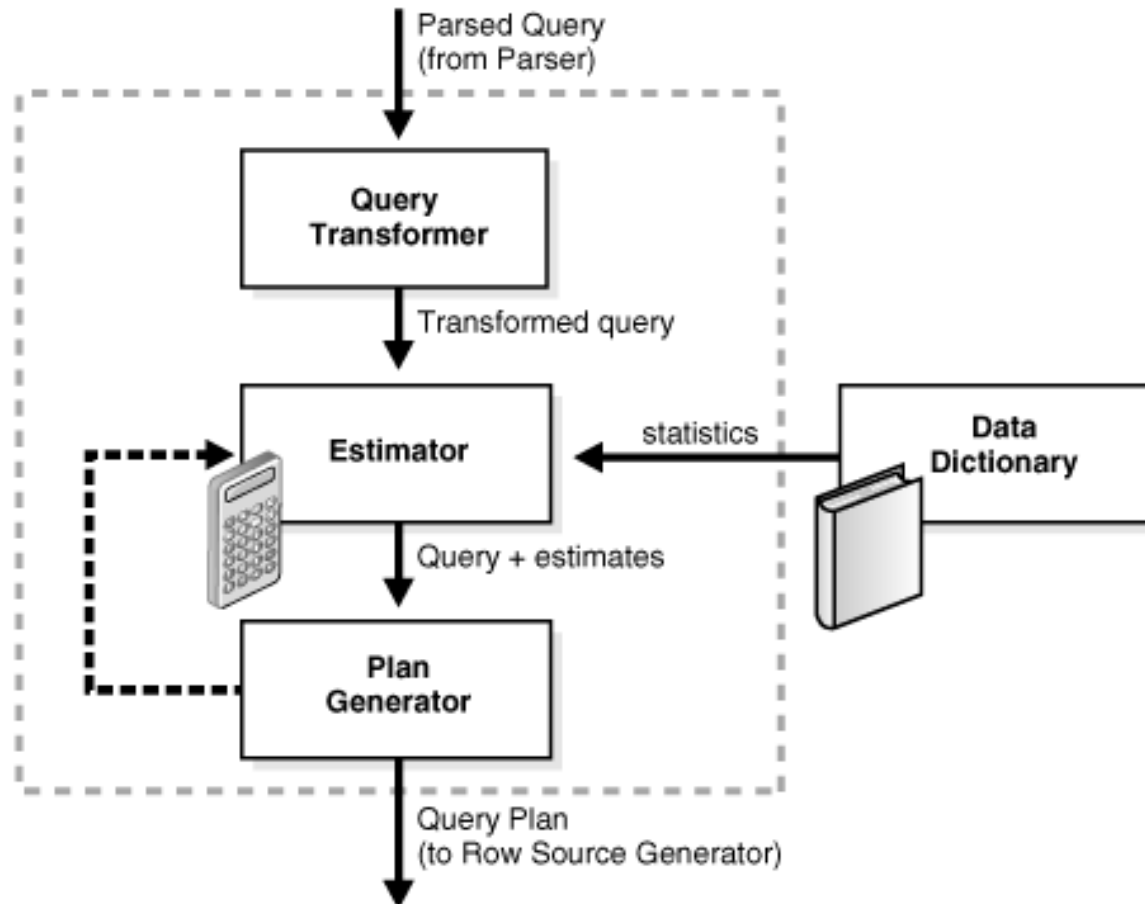 Parsed Query
(from Parser)
Query
Transformer
Transformed query
Estimator
statistics
Data
Dictionary
Query + estimates
Plan
Generator
Query Plan
(to Row Source Generator)